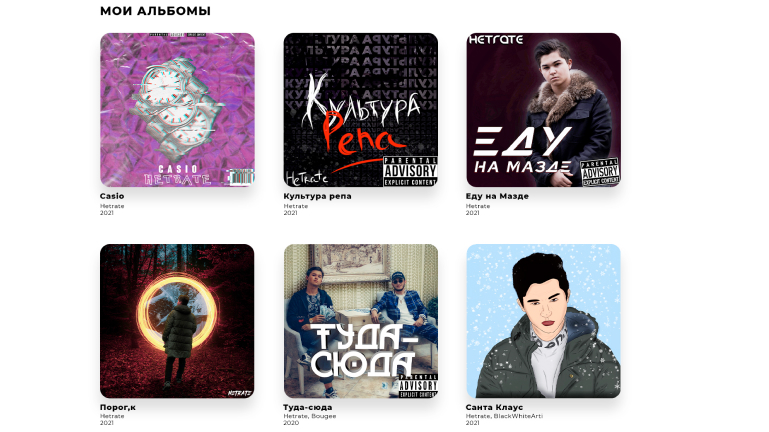 МОИ АЛЬБОМЫ
CASIO
HETRATE
Casio
Hetrate
2021
КУЛЬТУРА
Репа
HeTrate
PARENTAL
ADVISORY
EXPLICIT CONTENT
Культура репа
Hetrate
2021
HETRATE
ЕДУ
НА МАЗДЕ
PARENTAL
ADVISORY
EXPLICIT CONTENT
Еду на Мазде
Hetrate
2021
HETRATE
Порог,к
Hetrate
2021
ТУДА-
СЮДА
PARENTAL
ADVISORY
EXPLICIT CONTENT
Туда-сюда
Hetrate, Bougee
2020
Санта Клаус
Hetrate, BlackWhiteArti
2021